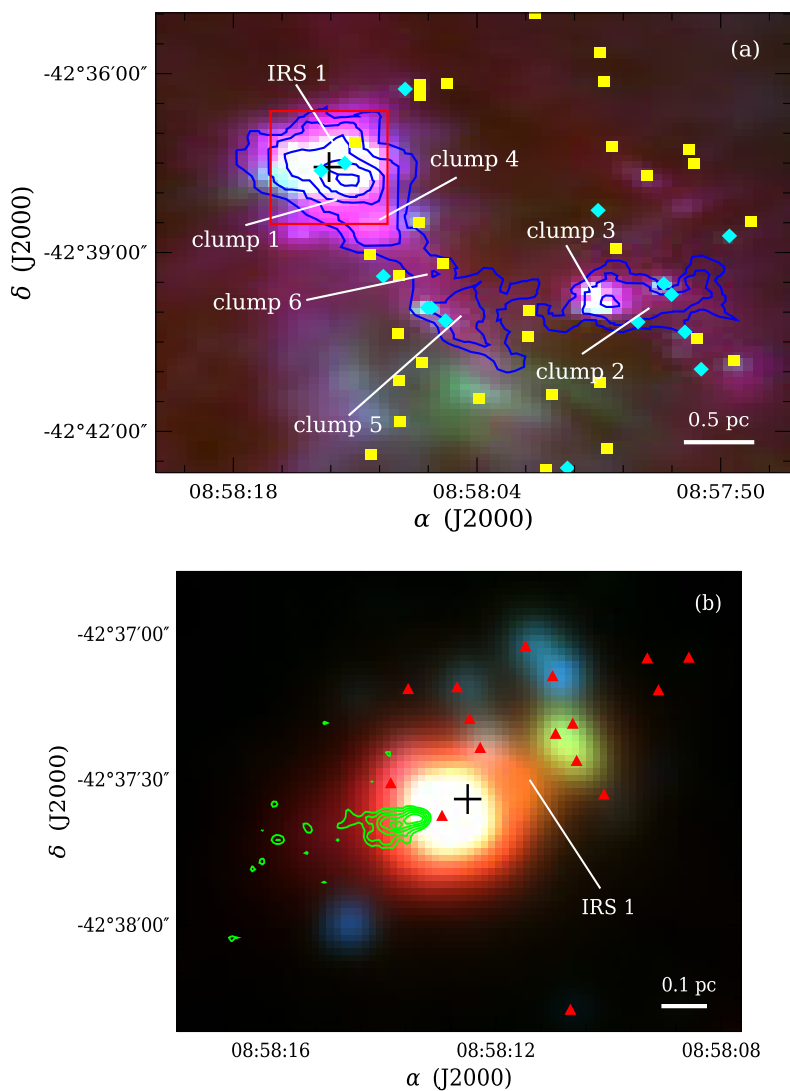 (a)
-42°36′00″
IRS 1
clump 4
clump 1
clump 3
-42°39′00″
clump 6
clump 2
clump 5
0.5 pc
-42°42′00″
δ (J2000)
08:58:18 08:58:04 08:57:50
α (J2000)
(b)
-42°37′00″
-42°37′30″
δ (J2000)
IRS 1
-42°38′00″
0.1 pc
08:58:16 08:58:12 08:58:08
α (J2000)